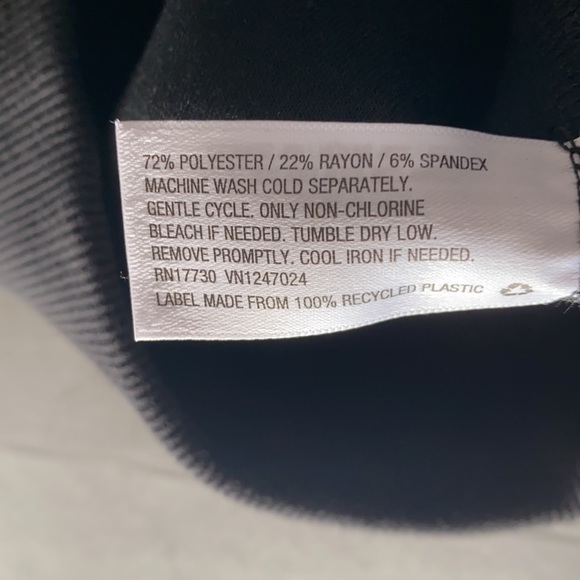 72% POLYESTER / 22% RAYON / 6% SPANDEX
MACHINE WASH COLD SEPARATELY.
GENTLE CYCLE. ONLY NON-CHLORINE
BLEACH IF NEEDED. TUMBLE DRY LOW.
REMOVE PROMPTLY. COOL IRON IF NEEDED.
RN17730 VN1247024
LABEL MADE FROM 100% RECYCLED PLASTIC